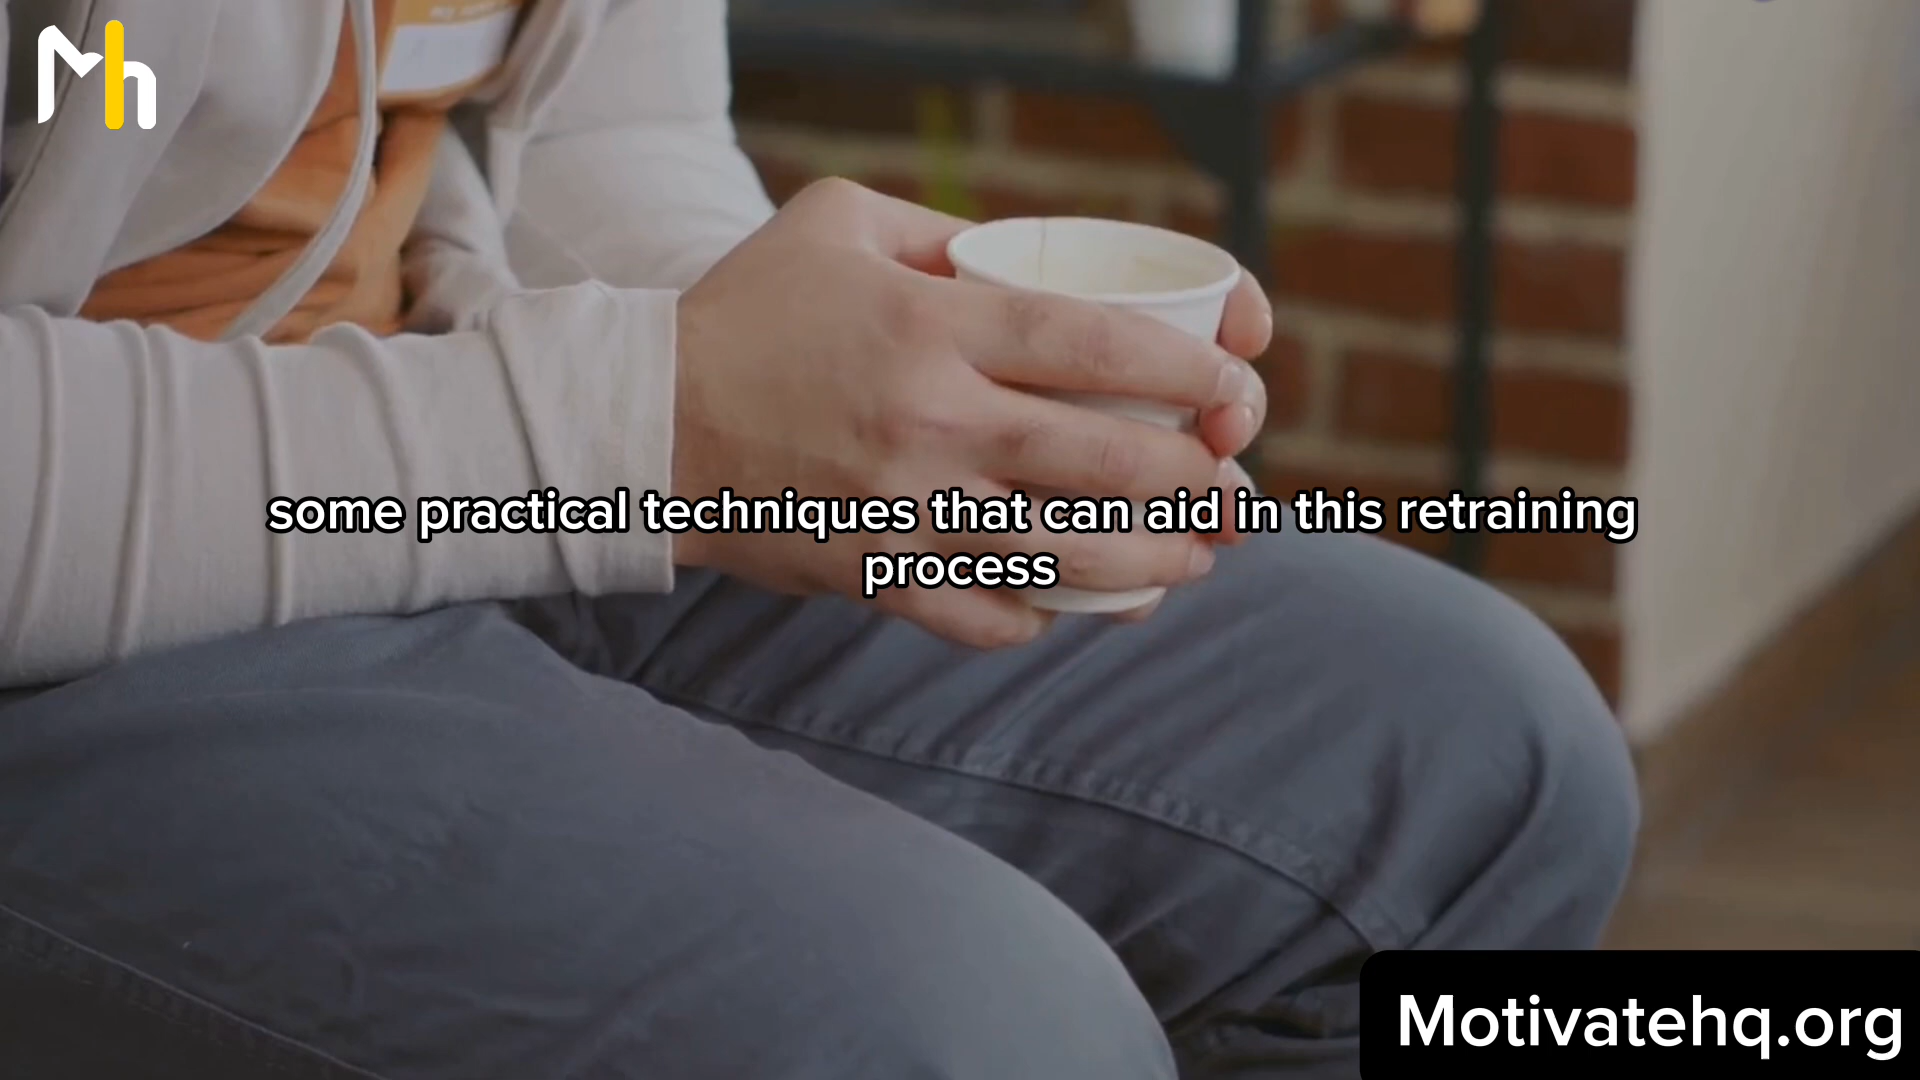 Mh
some practical techniques that can aid in this retraining
process
Motivatehq.org